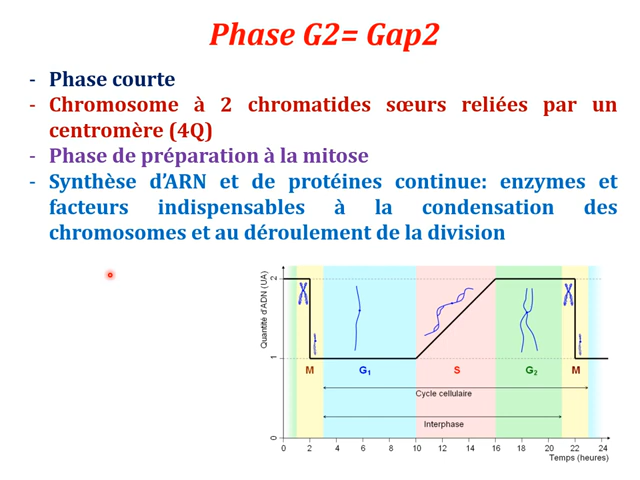 Phase G2= Gap2
- Phase courte
- Chromosome à 2 chromatides sœurs reliées par un
centromère (4Q)
- Phase de préparation à la mitose
- Synthèse d'ARN et de protéines continue: enzymes et
facteurs indispensables à la condensation des
chromosomes et au déroulement de la division
Quantité d'ADN (UA)
2
1
0
M G₁ S G₂ M
Cycle cellulaire
Interphase
0 2 4 6 8 10 12 14 16 18 20 22 24
Temps (heures)